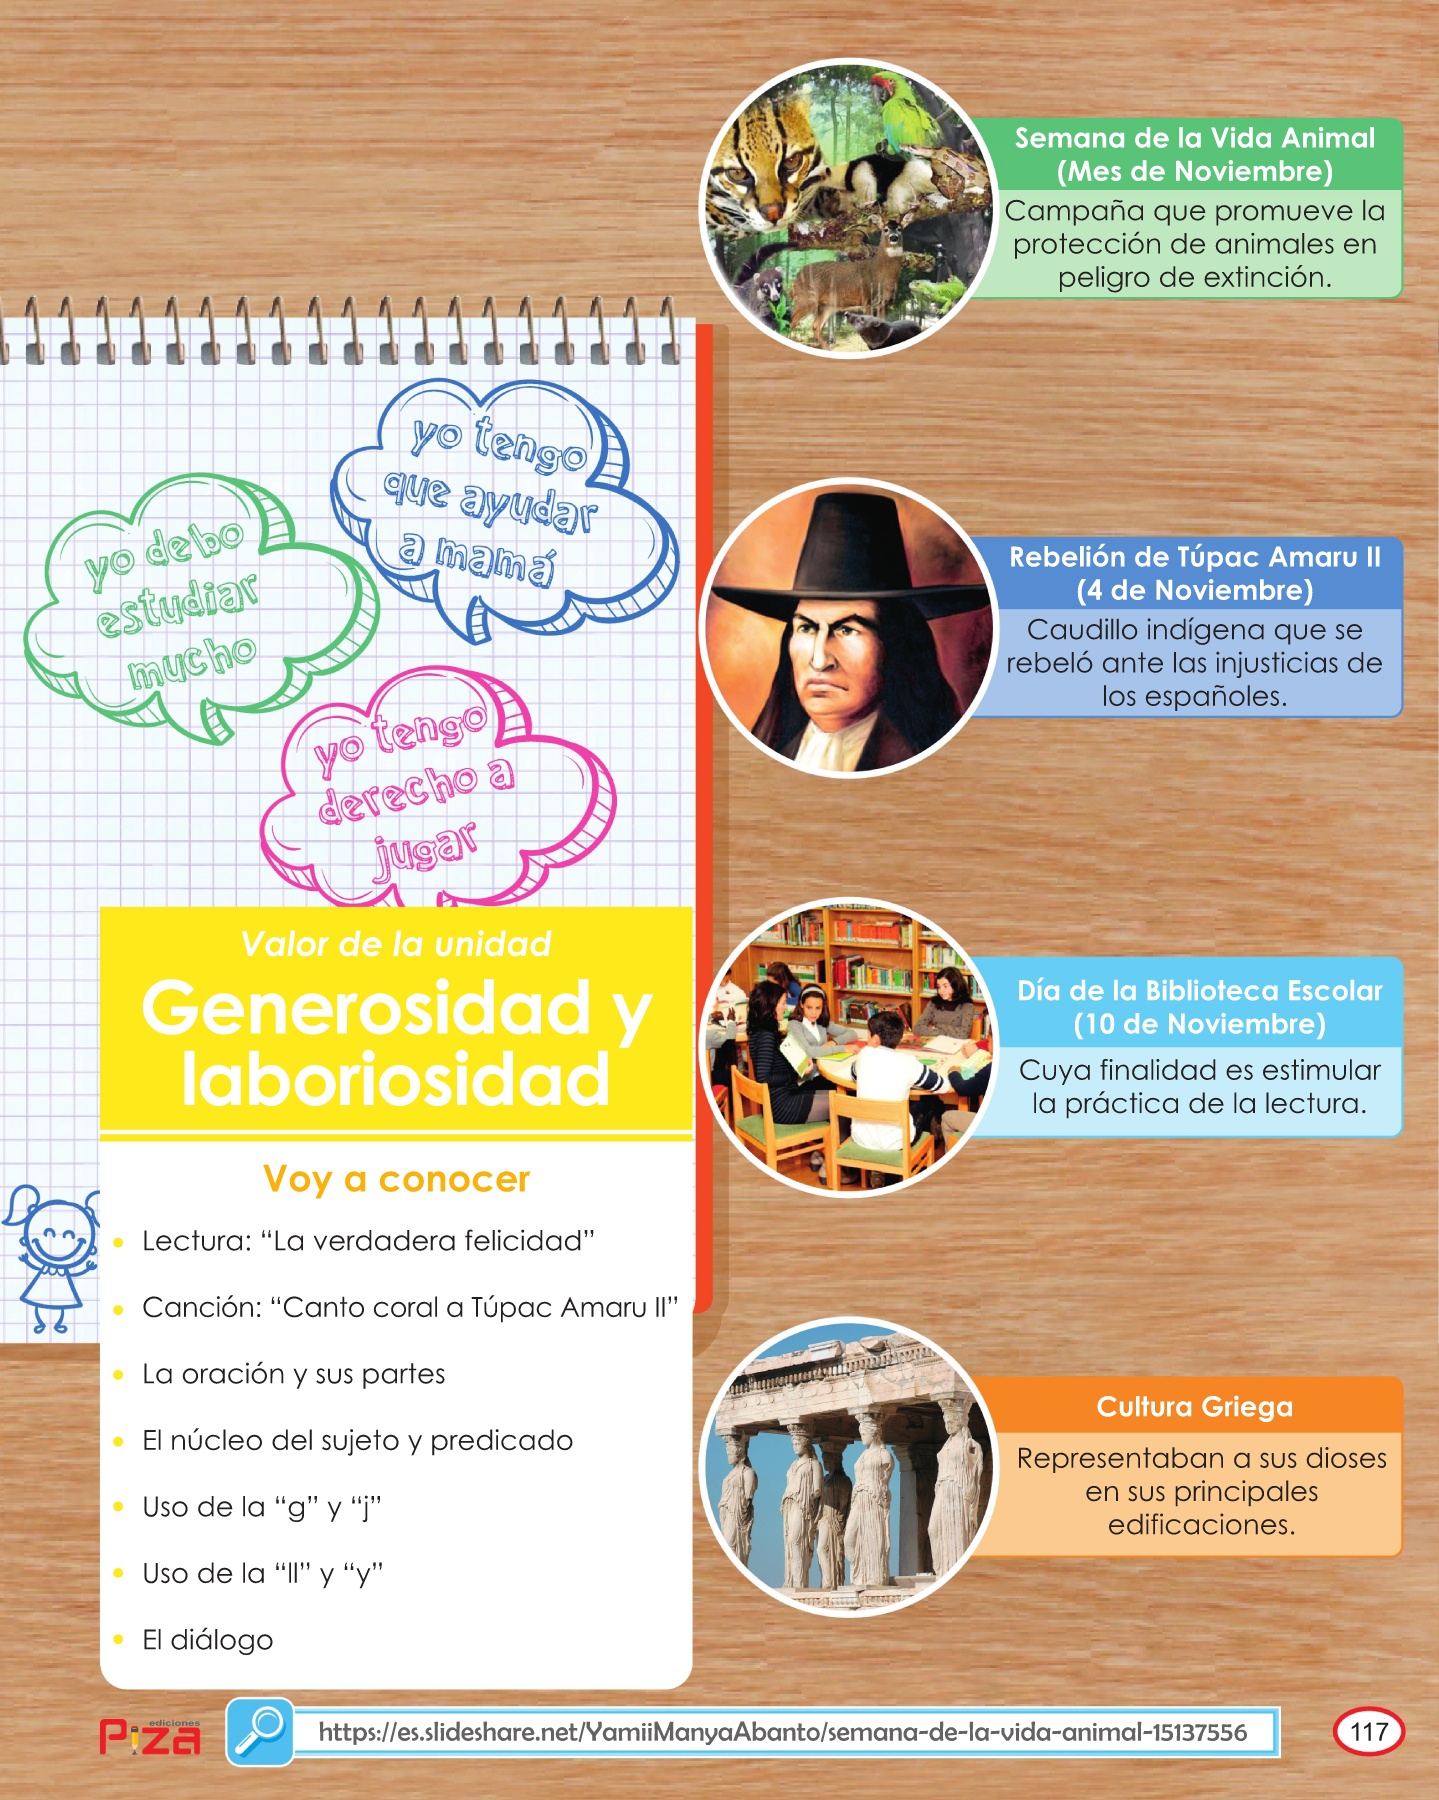 yo debo
estudiar
mucho
yo tengo
que ayudar
a mamá
yo tengo
derecho a
jugar
Valor de la unidad
Generosidad y
laboriosidad
Voy a conocer
• Lectura: “La verdadera felicidad”
• Canción: “Canto coral a Túpac Amaru II”
• La oración y sus partes
• El núcleo del sujeto y predicado
• Uso de la “g” y “j”
• Uso de la “ll” y “y”
• El diálogo
Semana de la Vida Animal
(Mes de Noviembre)
Campaña que promueve la
protección de animales en
peligro de extinción.
Rebelión de Túpac Amaru II
(4 de Noviembre)
Caudillo indígena que se
rebeló ante las injusticias de
los españoles.
Día de la Biblioteca Escolar
(10 de Noviembre)
Cuya finalidad es estimular
la práctica de la lectura.
Cultura Griega
Representaban a sus dioses
en sus principales
edificaciones.
ediciones
Piza
https://es.slideshare.net/YamiiManyaAbanto/semana-de-la-vida-animal-15137556
117